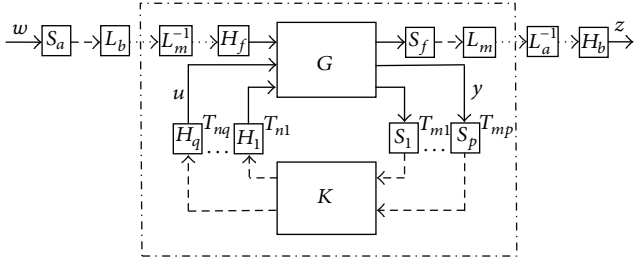 w S_a L_b L_m^{-1} H_f G S_f L_m L_a^{-1} H_b z
u y
H_q T_{nq} ... H_1 T_{n1} S_1 T_{m1} ... S_p T_{mp}
K